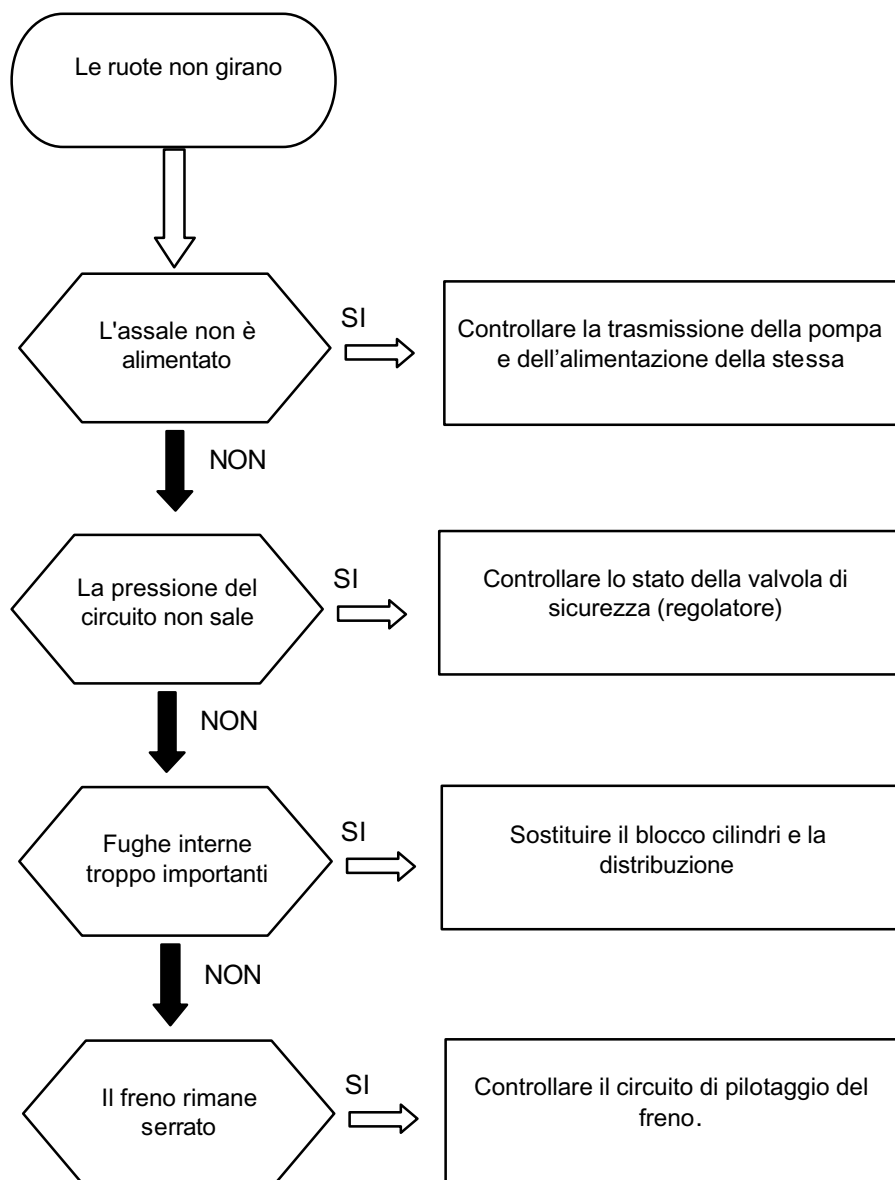 Le ruote non girano
L'assale non è
alimentato
SI
Controllare la trasmissione della pompa
e dell'alimentazione della stessa
NON
La pressione del
circuito non sale
SI
Controllare lo stato della valvola di
sicurezza (regolatore)
NON
Fughe interne
troppo importanti
SI
Sostituire il blocco cilindri e la
distribuzione
NON
Il freno rimane
serrato
SI
Controllare il circuito di pilotaggio del
freno.